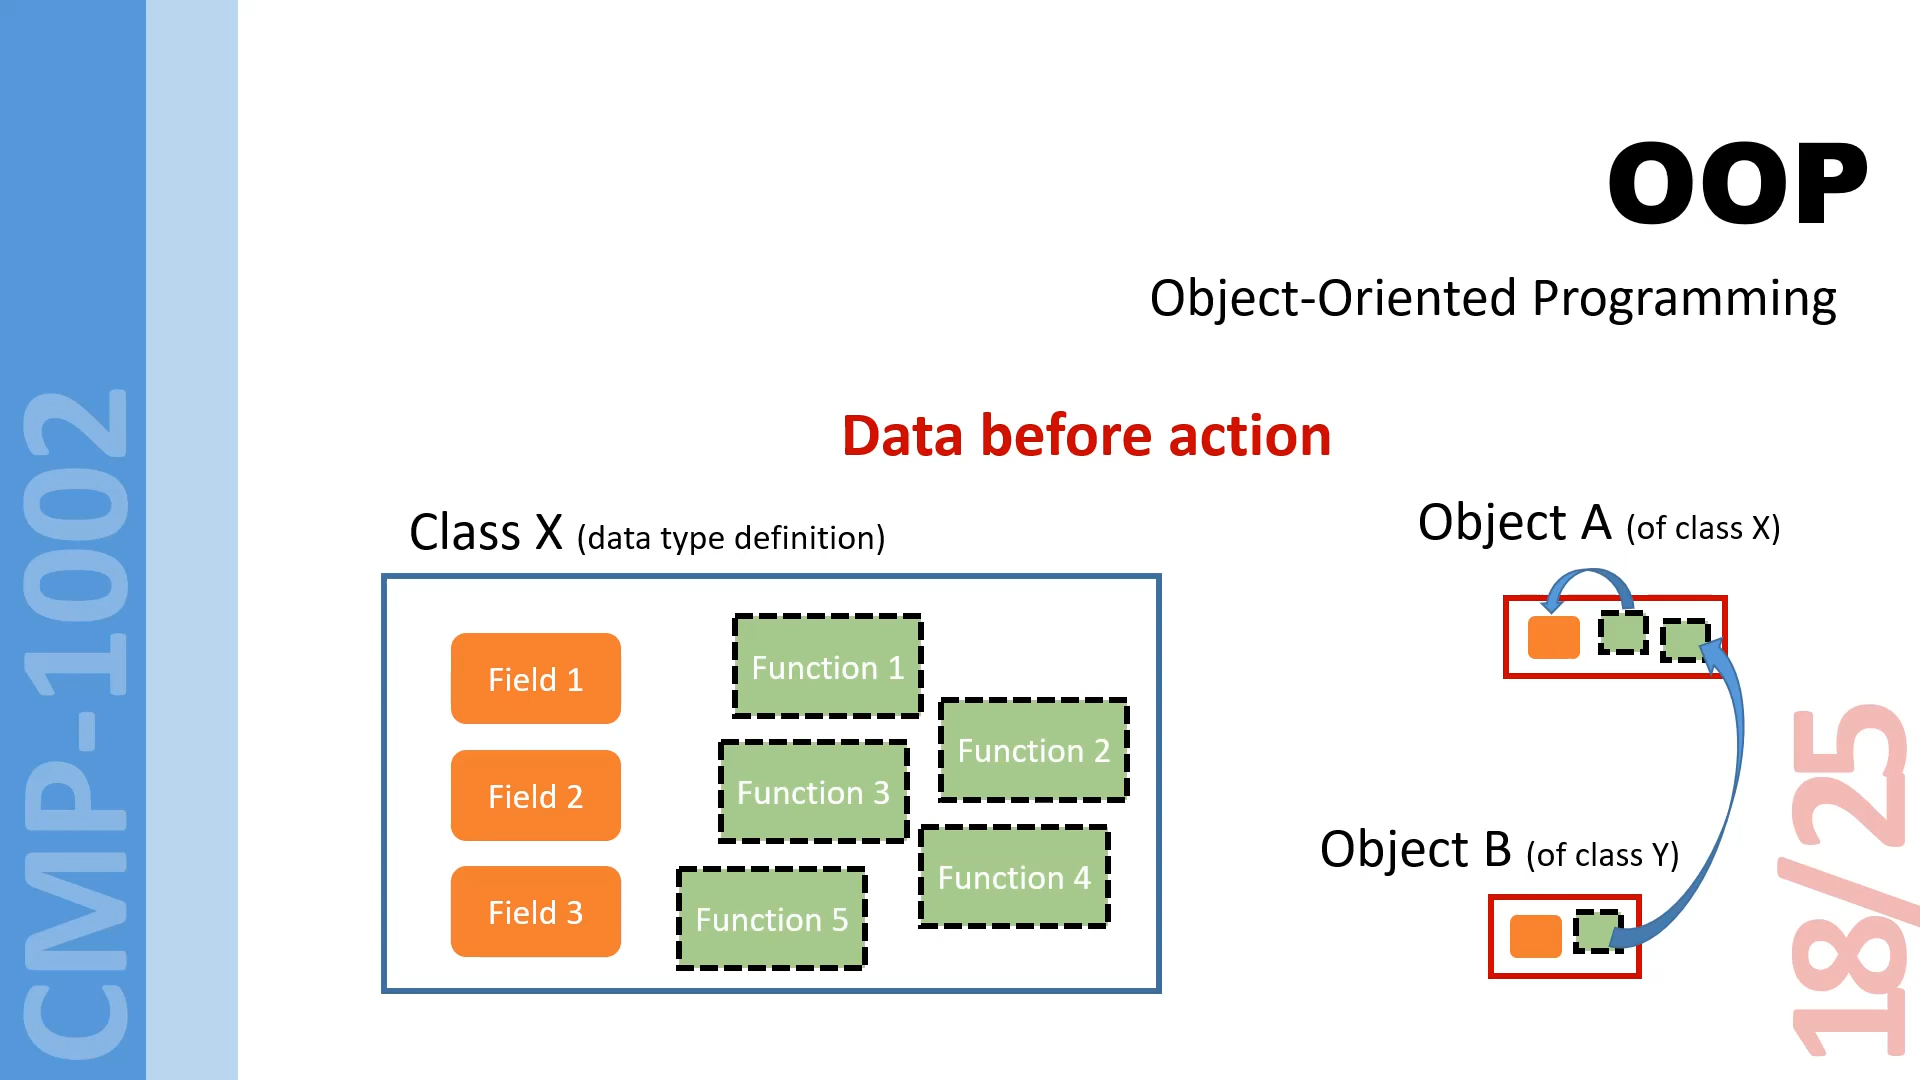 OOP
Object-Oriented Programming
Data before action
Class X (data type definition)
Field 1
Field 2
Field 3
Function 1
Function 2
Function 3
Function 4
Function 5
Object A (of class X)
Object B (of class Y)
CMP-1002
18/25